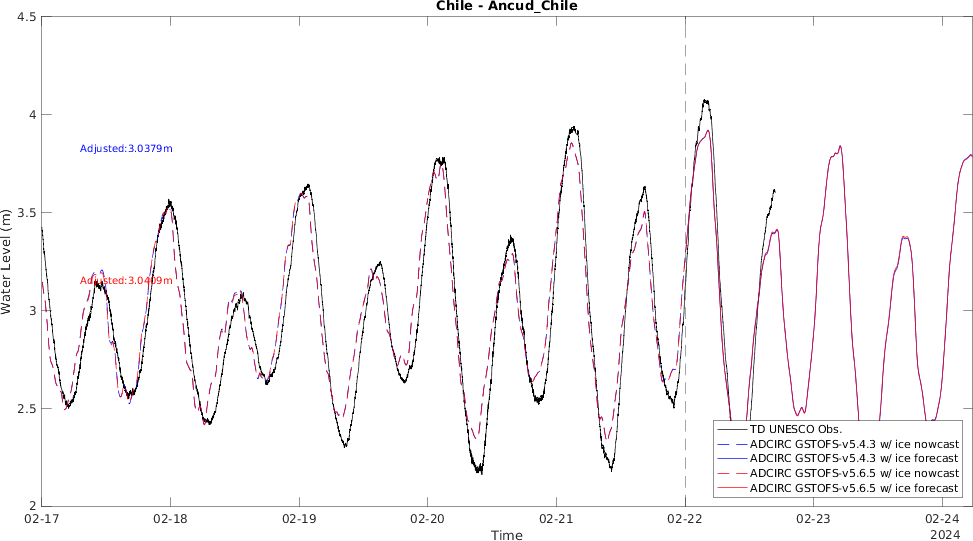 Chile - Ancud_Chile
4.5
4
3.5
3
2.5
2
Water Level (m)
Adjusted:3.0379m
Adjusted:3.0409m
TD UNESCO Obs.
ADCIRC GSTOFS-v5.4.3 w/ ice nowcast
ADCIRC GSTOFS-v5.4.3 w/ ice forecast
ADCIRC GSTOFS-v5.6.5 w/ ice nowcast
ADCIRC GSTOFS-v5.6.5 w/ ice forecast
02-17 02-18 02-19 02-20 02-21 02-22 02-23 02-24
Time
2024